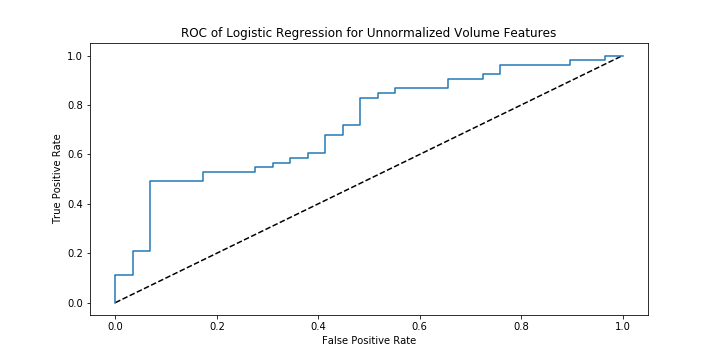 ROC of Logistic Regression for Unnormalized Volume Features
True Positive Rate
1.0
0.8
0.6
0.4
0.2
0.0
0.0 0.2 0.4 0.6 0.8 1.0
False Positive Rate